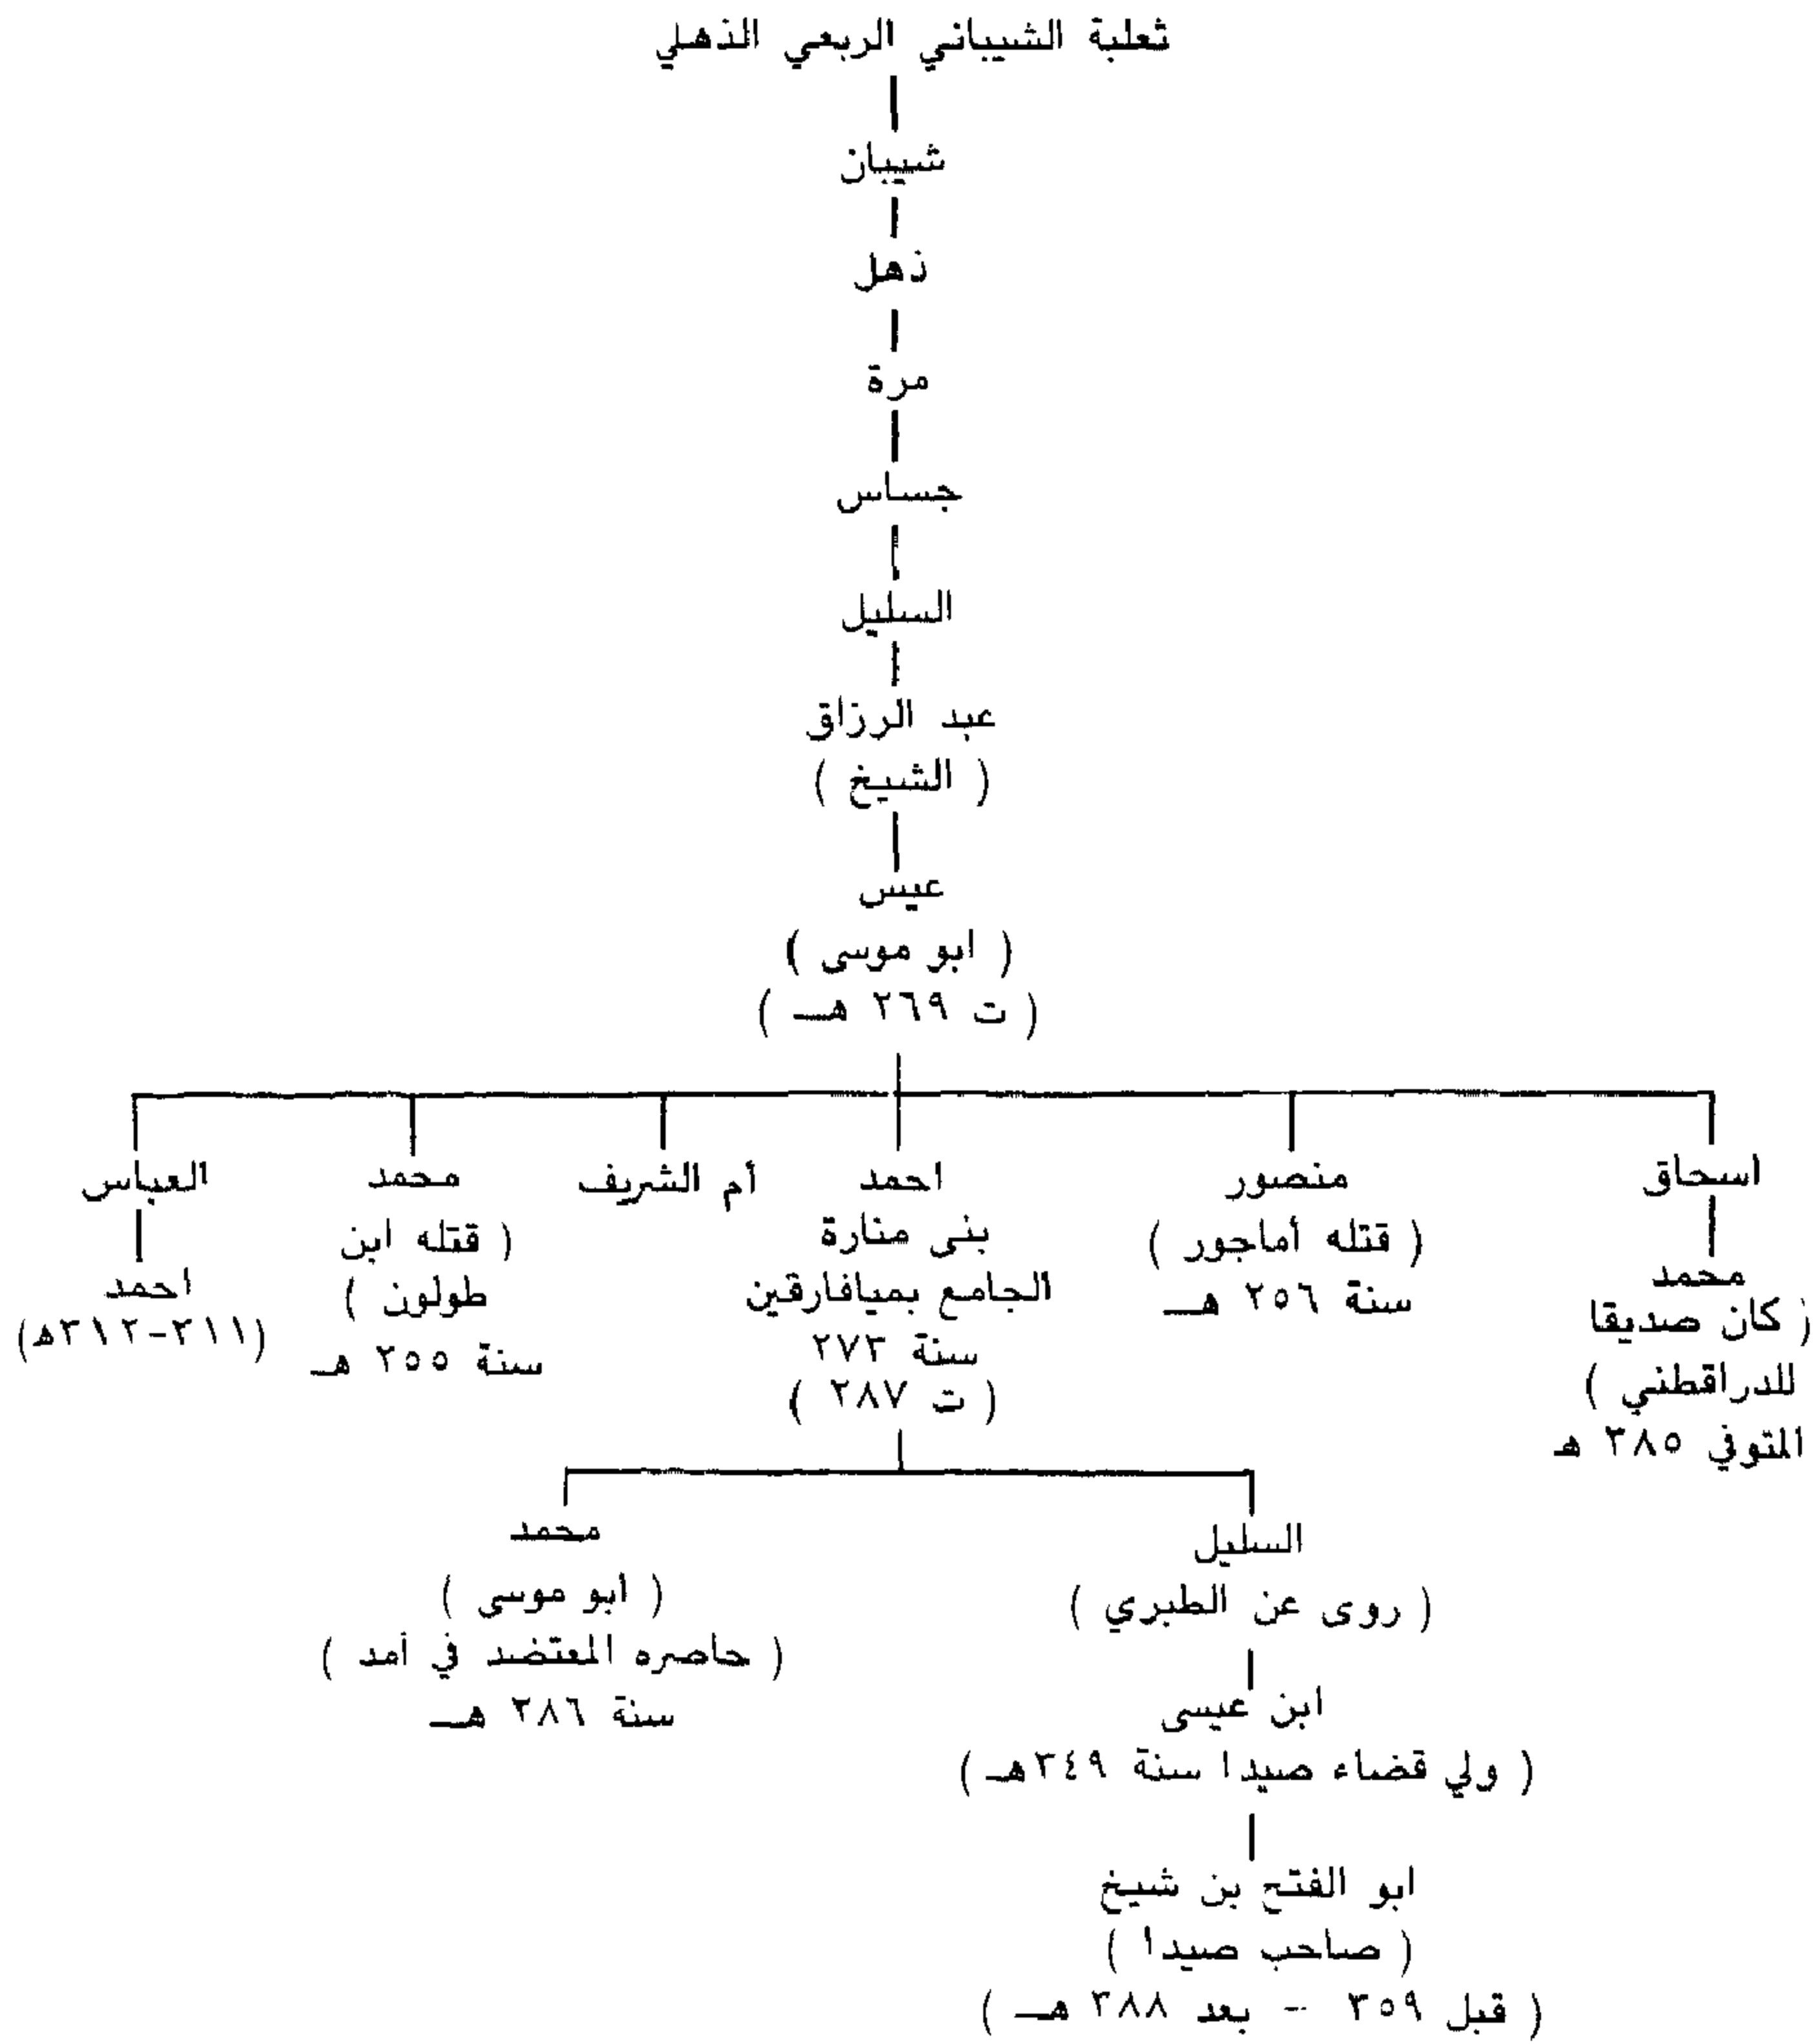 ثعلبة الشيباني الربعي الذهلي
شيبان
ذهل
مرة
جساس
السليل
عبد الرزاق
( الشيخ )
عيسى
( ابو موسى )
( ت ٢٦٩ هـ )
اسحاق
محمد
( كان صديقا
للدراقطني )
المتوفي ٣٨٥ هـ
منصور
( قتله أماجور )
سنة ٢٥٦ هـ
احمد
بنى منارة
الجامع بميافارقين
سنة ٢٧٣
( ت ٢٨٧ )
أم الشريف
محمد
( قتله ابن
طولون )
سنة ٢٥٥ هـ
العباس
احمد
(٣١١-٣١٢هـ)
السليل
( روى عن الطبري )
ابن عيسى
( ولي قضاء صيدا سنة ٣٤٩هـ )
ابو الفتح بن شيخ
( صاحب صيدا )
( قبل ٣٥٩ - بعد ٣٨٨ هـ )
محمد
( ابو موسى )
( حاصره المعتضد في آمد )
سنة ٢٨٦ هـ